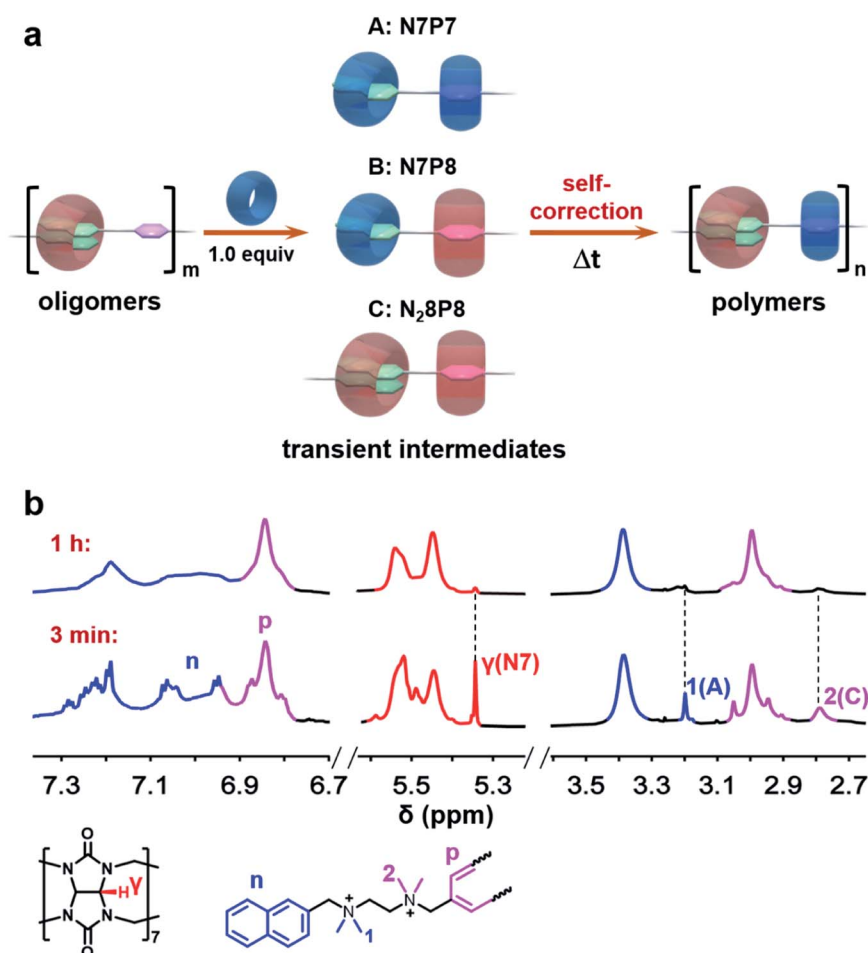 a
A: N7P7
B: N7P8
C: N₂8P8
m
oligomers
1.0 equiv
transient intermediates
self-
correction
Δt
n
polymers
b
1 h:
3 min:
n
p
γ(N7)
1(A)
2(C)
7.3 7.1 6.9 6.7 5.5 5.3 3.5 3.3 3.1 2.9 2.7
δ (ppm)
O
N N
Hγ
N N
O
7
n
N
+
1
2
N
+
p